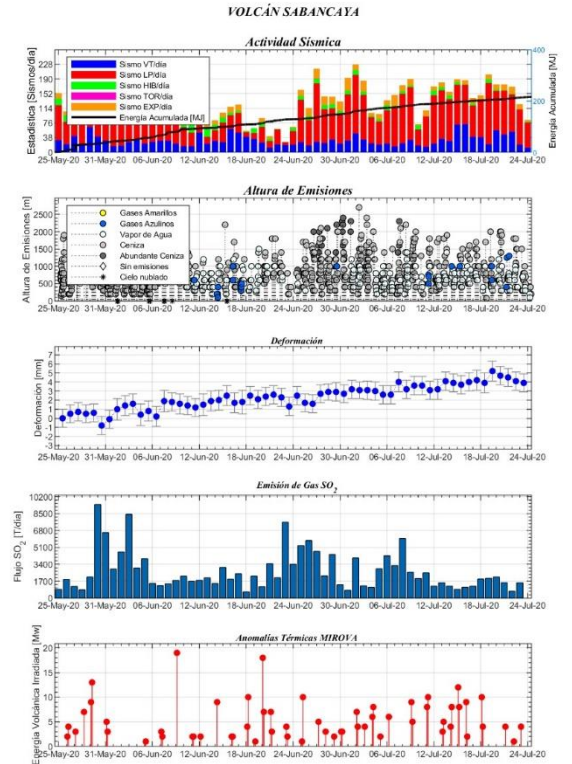 VOLCÁN SABANCAYA
Actividad Sísmica
Estadística [Sismos/día]
228
190
152
114
76
38
0
Sismo VT/día
Sismo LP/día
Sismo HIB/día
Sismo TOR/día
Sismo EXP/día
Energía Acumulada [MJ]
400
200
0
Energía Acumulada [MJ]
25-May-20 31-May-20 06-Jun-20 12-Jun-20 18-Jun-20 24-Jun-20 30-Jun-20 06-Jul-20 12-Jul-20 18-Jul-20 24-Jul-20
Altura de Emisiones
Altura de Emisiones [m]
2500
2000
1500
1000
500
0
Gases Amarillos
Gases Azulinos
Vapor de Agua
Ceniza
Abundante Ceniza
Sin emisiones
Cielo nublado
25-May-20 31-May-20 06-Jun-20 12-Jun-20 18-Jun-20 24-Jun-20 30-Jun-20 06-Jul-20 12-Jul-20 18-Jul-20 24-Jul-20
Deformación
Deformación [mm]
7
6
5
4
3
2
1
0
-1
-2
-3
25-May-20 31-May-20 06-Jun-20 12-Jun-20 18-Jun-20 24-Jun-20 30-Jun-20 06-Jul-20 12-Jul-20 18-Jul-20 24-Jul-20
Emisión de Gas SO2
Flujo SO2 [T/día]
10200
8500
6800
5100
3400
1700
0
25-May-20 31-May-20 06-Jun-20 12-Jun-20 18-Jun-20 24-Jun-20 30-Jun-20 06-Jul-20 12-Jul-20 18-Jul-20 24-Jul-20
Anomalías Térmicas MIROVA
Energía Volcánica Irradiada [Mw]
20
15
10
5
0
25-May-20 31-May-20 06-Jun-20 12-Jun-20 18-Jun-20 24-Jun-20 30-Jun-20 06-Jul-20 12-Jul-20 18-Jul-20 24-Jul-20